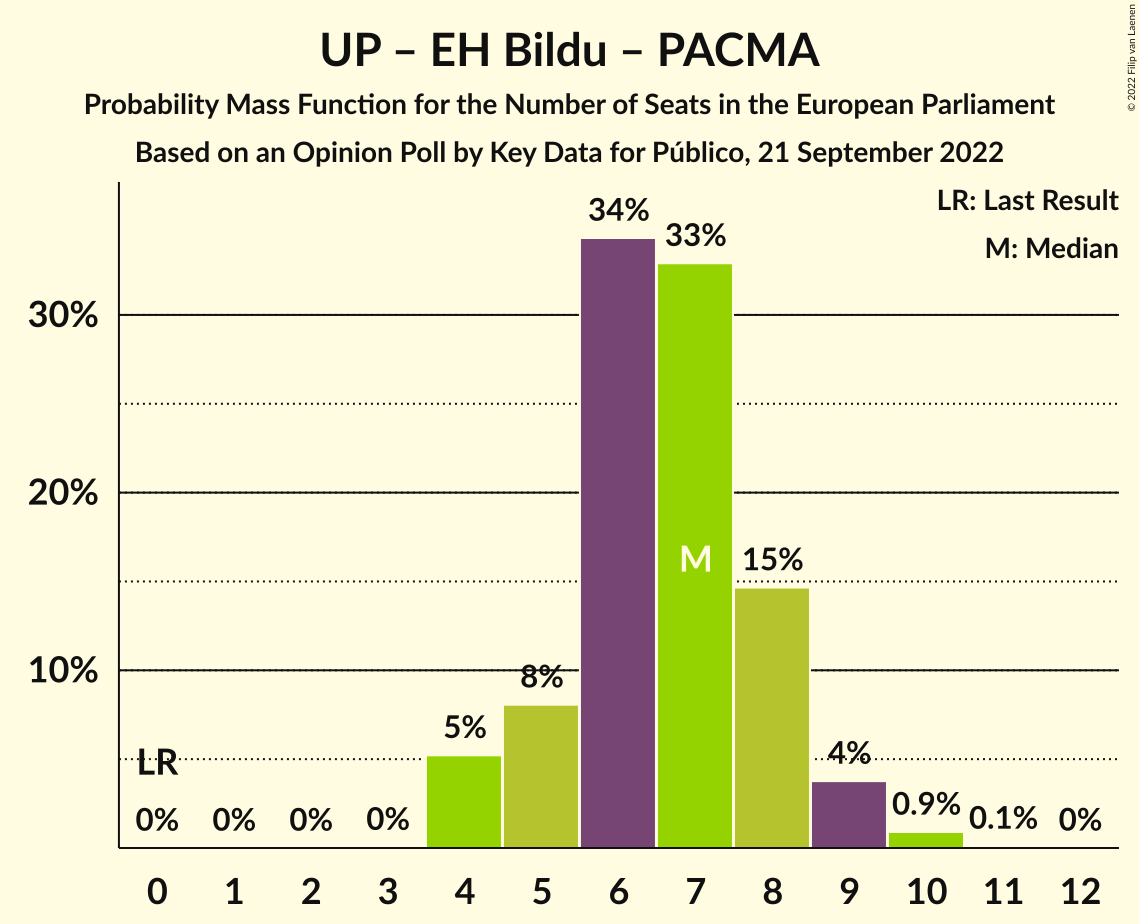 UP – EH Bildu – PACMA
Probability Mass Function for the Number of Seats in the European Parliament
Based on an Opinion Poll by Key Data for Público, 21 September 2022
© 2022 Filip van Laenen
LR: Last Result
M: Median
34%
33%
30%
20%
M
15%
10%
8%
5%
LR
4%
0%
0%
0%
0%
0.9%
0.1%
0%
0 1 2 3 4 5 6 7 8 9 10 11 12